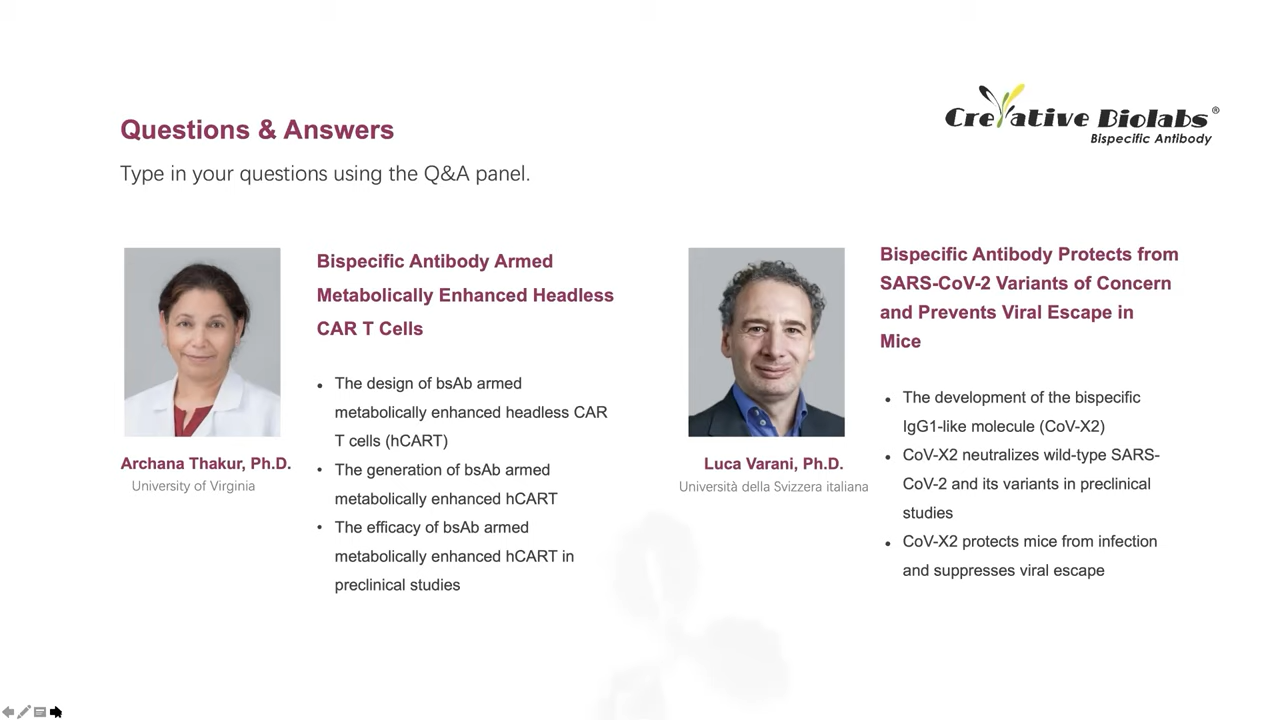 Creative Biolabs®
Bispecific Antibody
Questions & Answers
Type in your questions using the Q&A panel.
Bispecific Antibody Armed
Metabolically Enhanced Headless
CAR T Cells
• The design of bsAb armed
metabolically enhanced headless CAR
T cells (hCART)
• The generation of bsAb armed
metabolically enhanced hCART
• The efficacy of bsAb armed
metabolically enhanced hCART in
preclinical studies
Archana Thakur, Ph.D.
University of Virginia
Bispecific Antibody Protects from
SARS-CoV-2 Variants of Concern
and Prevents Viral Escape in
Mice
• The development of the bispecific
IgG1-like molecule (CoV-X2)
• CoV-X2 neutralizes wild-type SARS-
CoV-2 and its variants in preclinical
studies
• CoV-X2 protects mice from infection
and suppresses viral escape
Luca Varani, Ph.D.
Università della Svizzera italiana